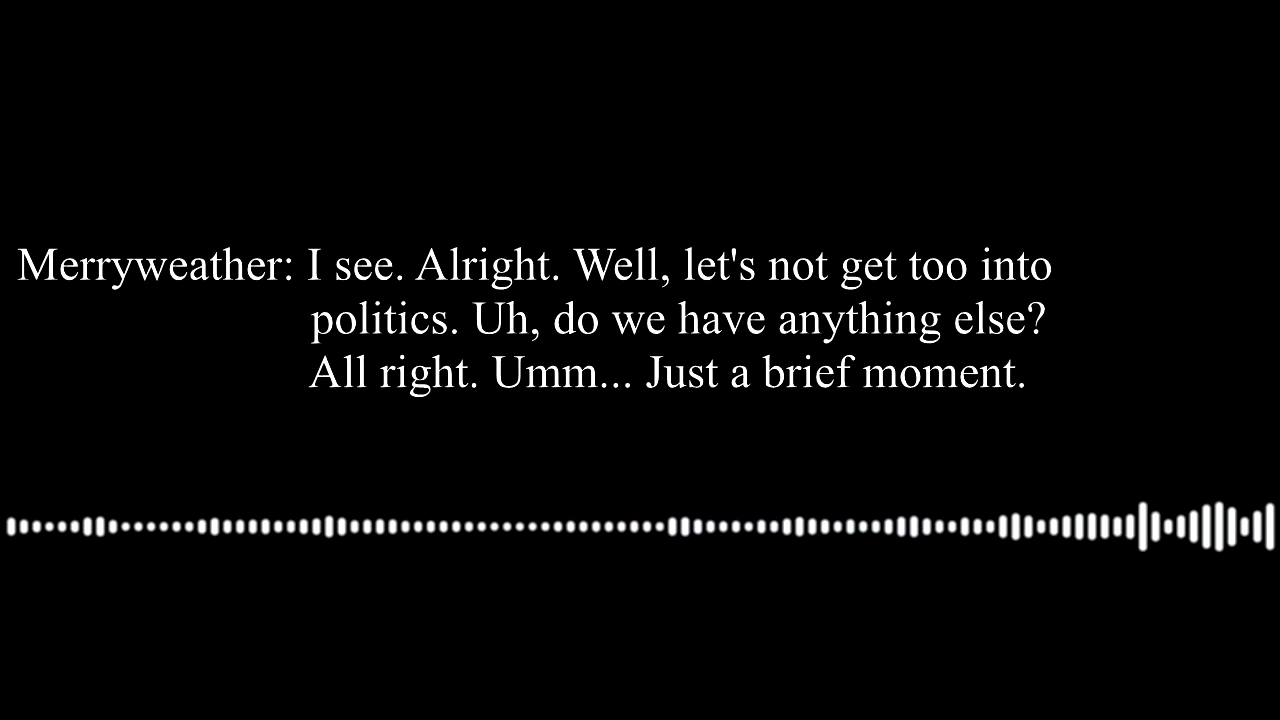 Merryweather: I see. Alright. Well, let's not get too into
politics. Uh, do we have anything else?
All right. Umm... Just a brief moment.